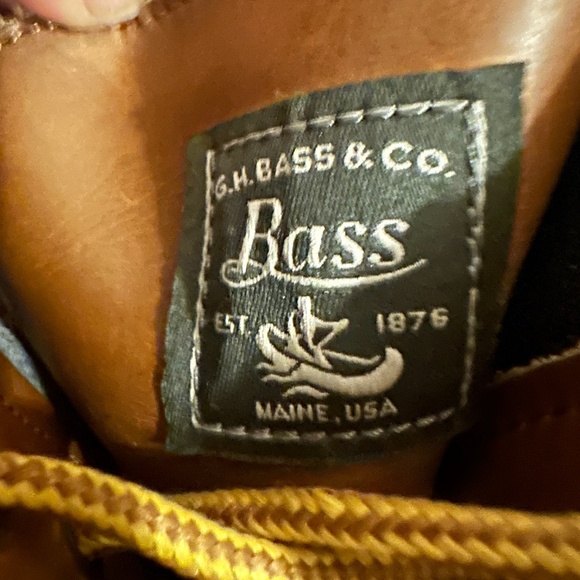 G.H. BASS & CO.
Bass
EST. 1876
MAINE, USA